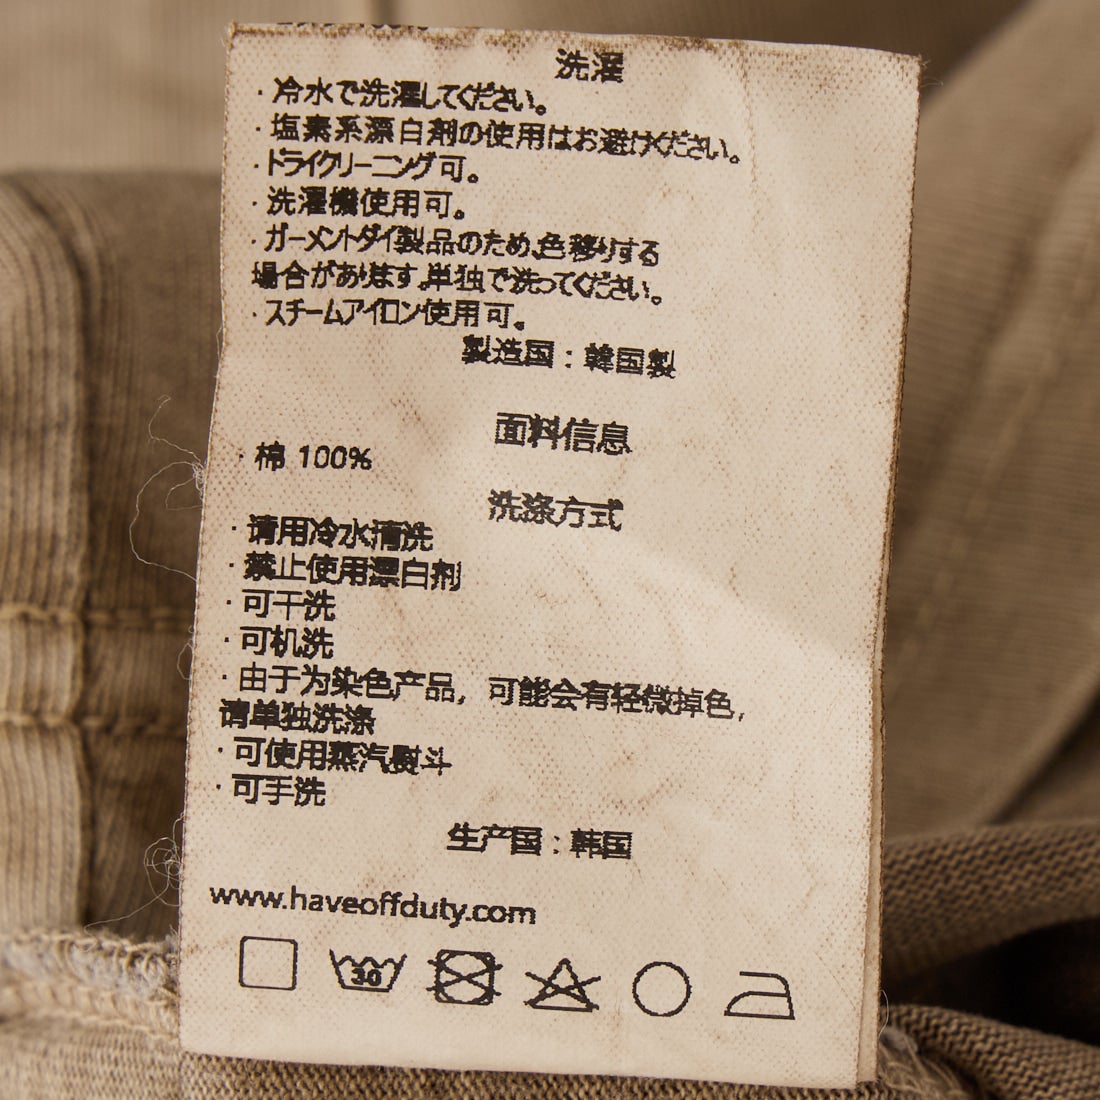 洗濯
· 冷水で洗濯してください。
· 塩素系漂白剤の使用はお避けください。
· ドライクリーニング可。
· 洗濯機使用可。
· ガーメントダイ製品のため、色移りする
場合があります。単独で洗ってください。
· スチームアイロン使用可。
製造国 : 韓国製
面料信息
· 棉 100%
洗涤方式
· 请用冷水清洗
· 禁止使用漂白剂
· 可干洗
· 可机洗
· 由于为染色产品，可能会有轻微掉色，
请单独洗涤
· 可使用蒸汽熨斗
· 可手洗
生产国 : 韩国
www.haveoffduty.com
30